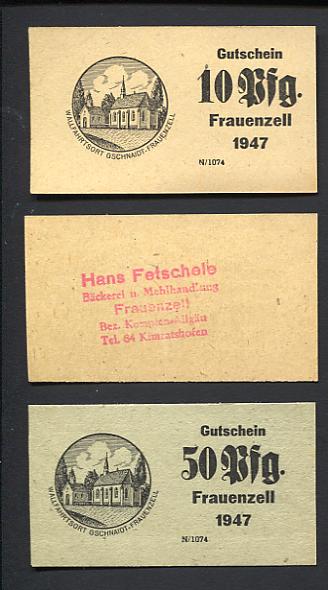 Gutschein
10 Pfg.
Frauenzell
1947
N/1074
WALLFAHRTSORT GSCHNAIDT-FRAUENZELL
Hans Fetschele
Bäckerei u. Mehlhandlung
Frauenzell
Bez. Kempten-Allgäu
Tel. 64 Kimratshofen
Gutschein
50 Pfg.
Frauenzell
1947
N/1074
WALLFAHRTSORT GSCHNAIDT-FRAUENZELL